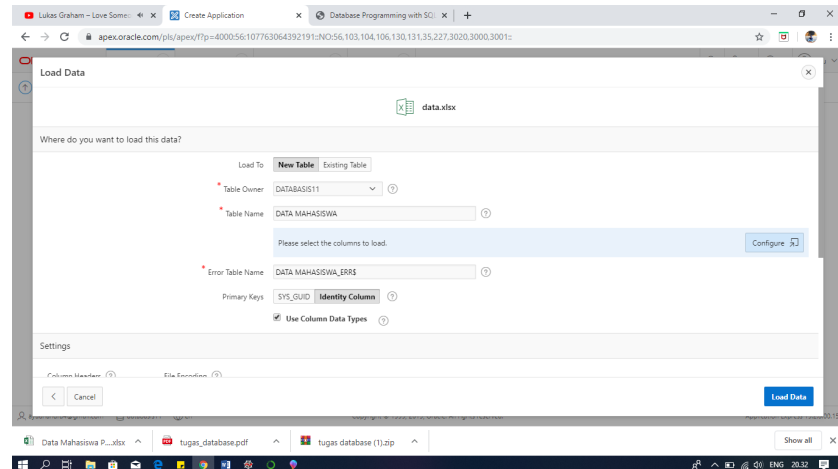 Lukas Graham – Love Some
Create Application
Database Programming with SQL
apex.oracle.com/pls/apex/f?p=4000:56:107763064392191::NO:56,103,104,106,130,131,35,227,3020,3000,3001::
Load Data
data.xlsx
Where do you want to load this data?
Load To New Table Existing Table
* Table Owner DATABASIS11
* Table Name DATA MAHASISWA
Please select the columns to load. Configure
* Error Table Name DATA MAHASISWA_ERR$
Primary Keys SYS_GUID Identity Column
Use Column Data Types
Settings
Column Headers File Encoding
Cancel Load Data
Data Mahasiswa P....xlsx tugas_database.pdf tugas database (1).zip Show all
ENG 20.32